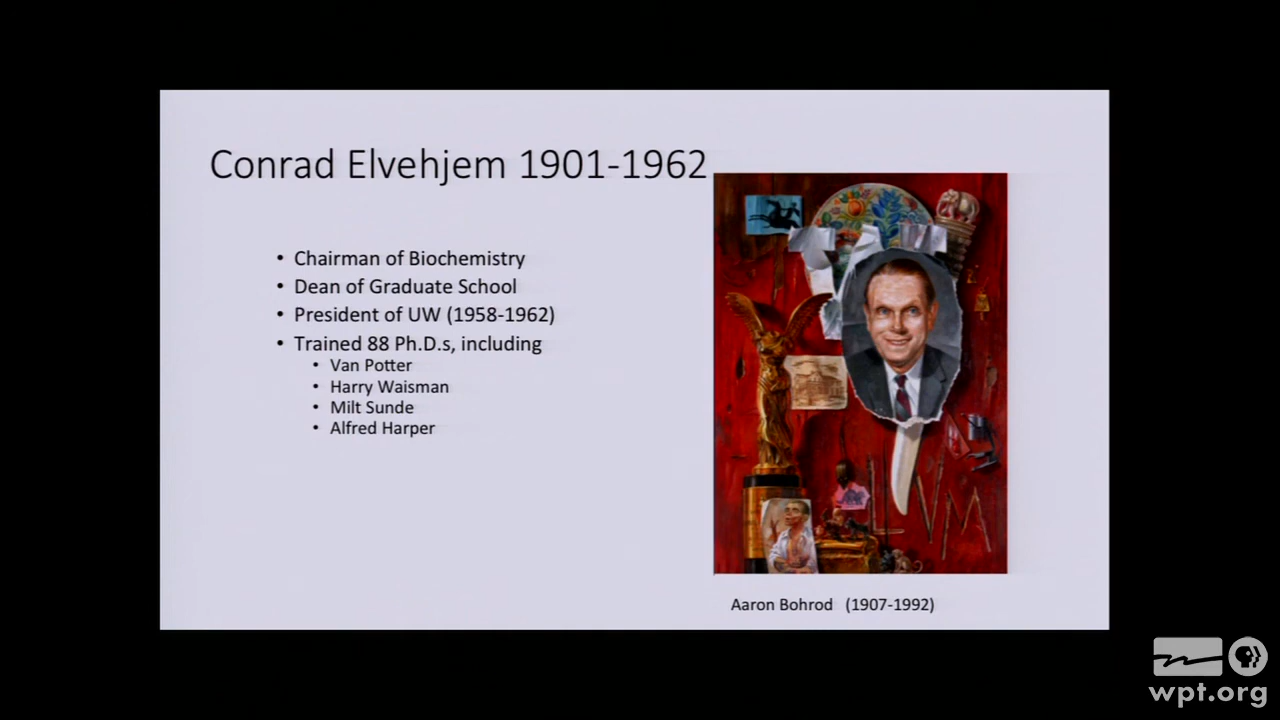 Conrad Elvehjem 1901-1962
• Chairman of Biochemistry
• Dean of Graduate School
• President of UW (1958-1962)
• Trained 88 Ph.D.s, including
• Van Potter
• Harry Waisman
• Milt Sunde
• Alfred Harper
Aaron Bohrod (1907-1992)
PBS
wpt.org